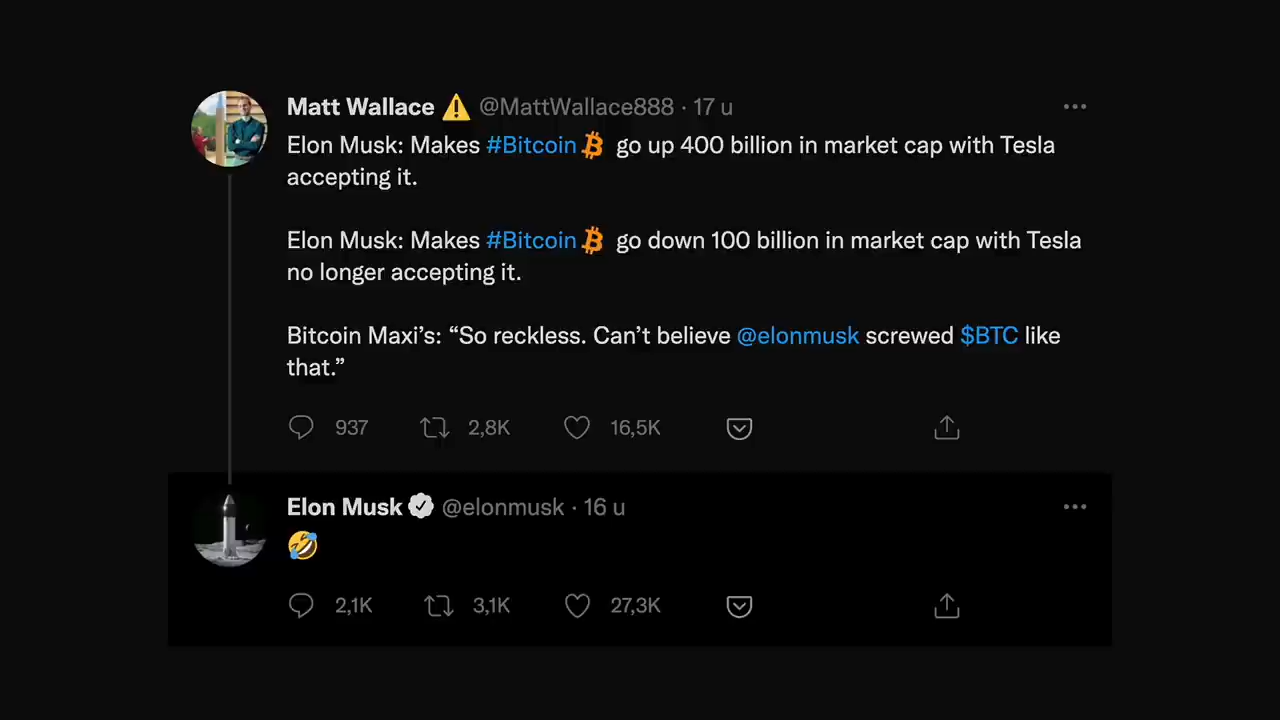 Matt Wallace ⚠️ @MattWallace888 · 17 u
Elon Musk: Makes #Bitcoin go up 400 billion in market cap with Tesla
accepting it.
Elon Musk: Makes #Bitcoin go down 100 billion in market cap with Tesla
no longer accepting it.
Bitcoin Maxi’s: “So reckless. Can’t believe @elonmusk screwed $BTC like
that.”
937 2,8K 16,5K
Elon Musk @elonmusk · 16 u
🤣
2,1K 3,1K 27,3K